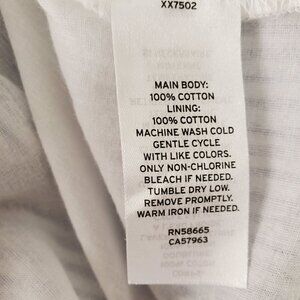 XX7502
MAIN BODY:
100% COTTON
LINING:
100% COTTON
MACHINE WASH COLD
GENTLE CYCLE
WITH LIKE COLORS.
ONLY NON-CHLORINE
BLEACH IF NEEDED.
TUMBLE DRY LOW.
REMOVE PROMPTLY.
WARM IRON IF NEEDED.
RN58665
CA57963